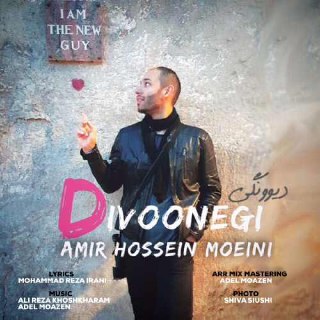 I AM
THE NEW
GUY
DIVOONEGI
دیوونگی
AMIR HOSSEIN MOEINI
LYRICS
MOHAMMAD REZA IRANI
MUSIC
ALI REZA KHOSHKHARAM
ADEL MOAZEN
ARR MIX MASTERING
ADEL MOAZEN
PHOTO
SHIVA SIUSHI